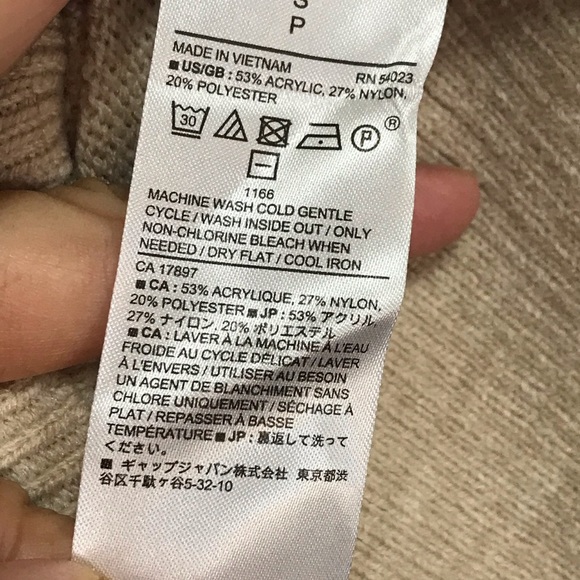 S
P
MADE IN VIETNAM RN 54023
■ US/GB : 53% ACRYLIC, 27% NYLON,
20% POLYESTER
30 P ®
1166
MACHINE WASH COLD GENTLE
CYCLE / WASH INSIDE OUT / ONLY
NON-CHLORINE BLEACH WHEN
NEEDED / DRY FLAT / COOL IRON
CA 17897
■ CA : 53% ACRYLIQUE, 27% NYLON,
20% POLYESTER ■ JP : 53% アクリル,
27% ナイロン, 20% ポリエステル
■ CA : LAVER À LA MACHINE À L'EAU
FROIDE AU CYCLE DÉLICAT / LAVER
À L'ENVERS / UTILISER AU BESOIN
UN AGENT DE BLANCHIMENT SANS
CHLORE UNIQUEMENT / SÉCHAGE À
PLAT / REPASSER À BASSE
TEMPÉRATURE ■ JP : 裏返して洗って
ください。
■ ギャップジャパン株式会社 東京都渋
谷区千駄ヶ谷5-32-10